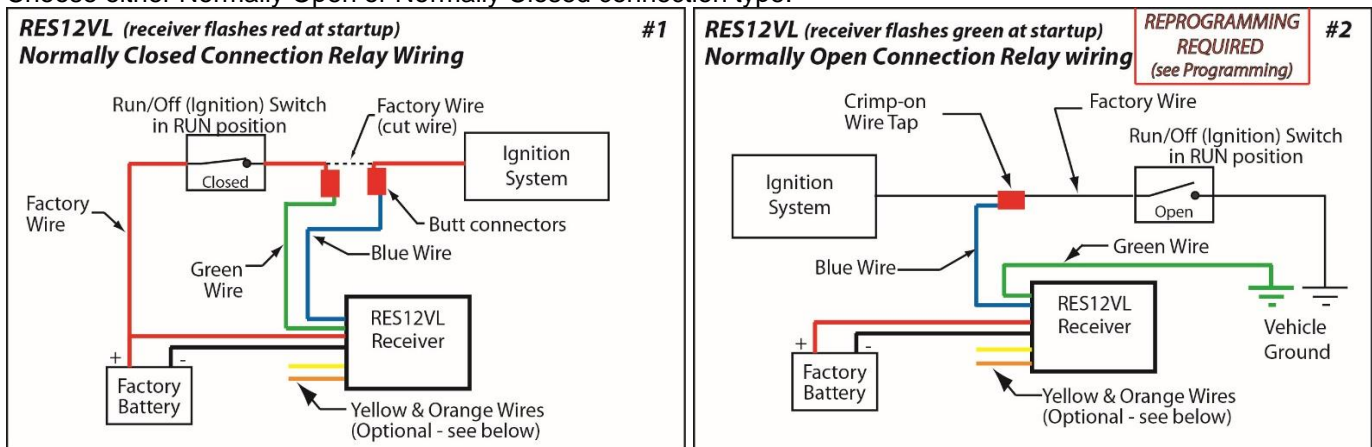 Choose either Normally Open or Normally Closed connection type.
RES12VL (receiver flashes red at startup) #1
Normally Closed Connection Relay Wiring
Run/Off (Ignition) Switch
in RUN position
Factory Wire
(cut wire)
Closed
Ignition
System
Factory
Wire
Butt connectors
Blue Wire
Green
Wire
RES12VL
Receiver
+ -
Factory
Battery
Yellow & Orange Wires
(Optional - see below)
RES12VL (receiver flashes green at startup) #2
Normally Open Connection Relay wiring
REPROGRAMMING
REQUIRED
(see Programming)
Crimp-on
Wire Tap
Factory Wire
Run/Off (Ignition) Switch
in RUN position
Ignition
System
Open
Blue Wire
Green Wire
RES12VL
Receiver
Vehicle
Ground
+ -
Factory
Battery
Yellow & Orange Wires
(Optional - see below)